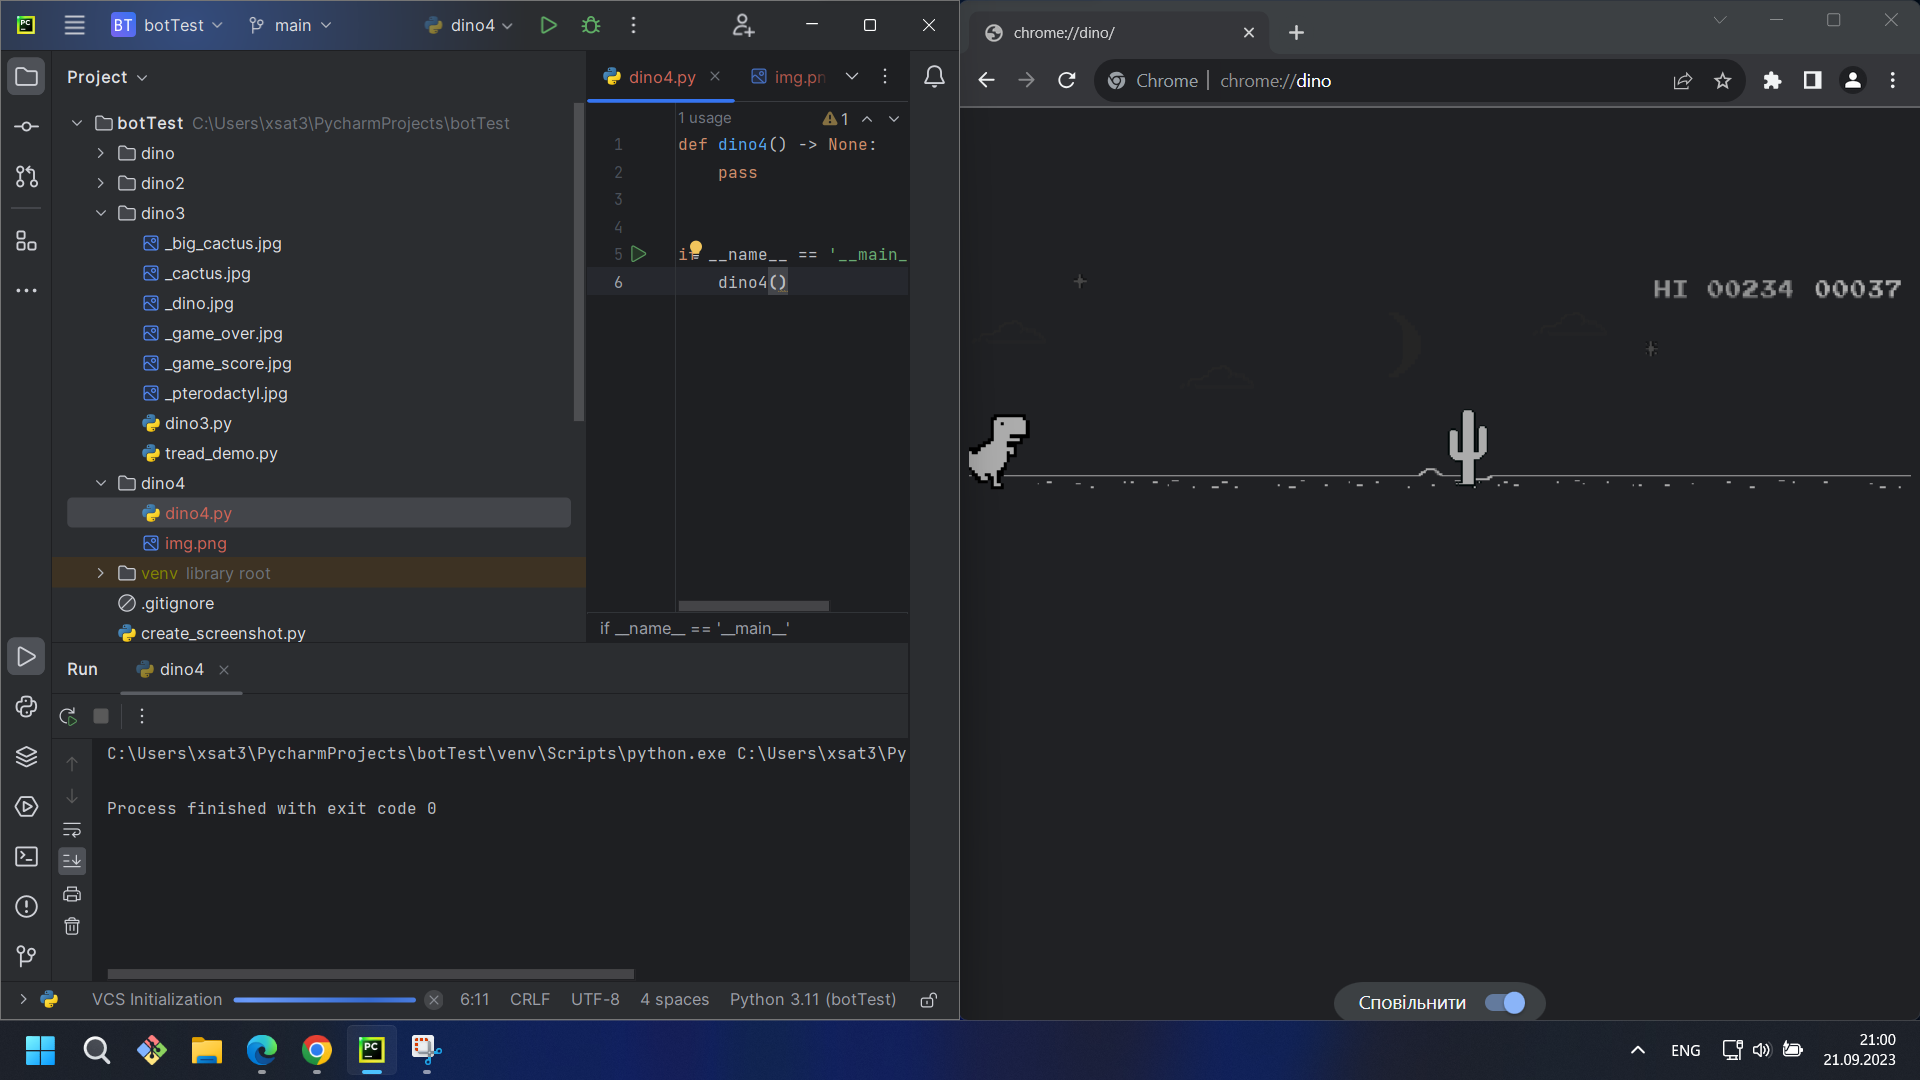 BT botTest main dino4
Project
botTest C:\Users\xsat3\PycharmProjects\botTest
dino
dino2
dino3
_big_cactus.jpg
_cactus.jpg
_dino.jpg
_game_over.jpg
_game_score.jpg
_pterodactyl.jpg
dino3.py
tread_demo.py
dino4
dino4.py
img.png
venv library root
.gitignore
create_screenshot.py
dino4.py img.pn
1 usage 1
1 def dino4() -> None:
2 pass
3
4
5 if __name__ == '__main_
6 dino4()
if __name__ == '__main__'
Run dino4
C:\Users\xsat3\PycharmProjects\botTest\venv\Scripts\python.exe C:\Users\xsat3\Py
Process finished with exit code 0
VCS Initialization 6:11 CRLF UTF-8 4 spaces Python 3.11 (botTest)
chrome://dino/
Chrome chrome://dino
HI 00234 00037
Сповільнити
PC
PC
ENG
21:00
21.09.2023